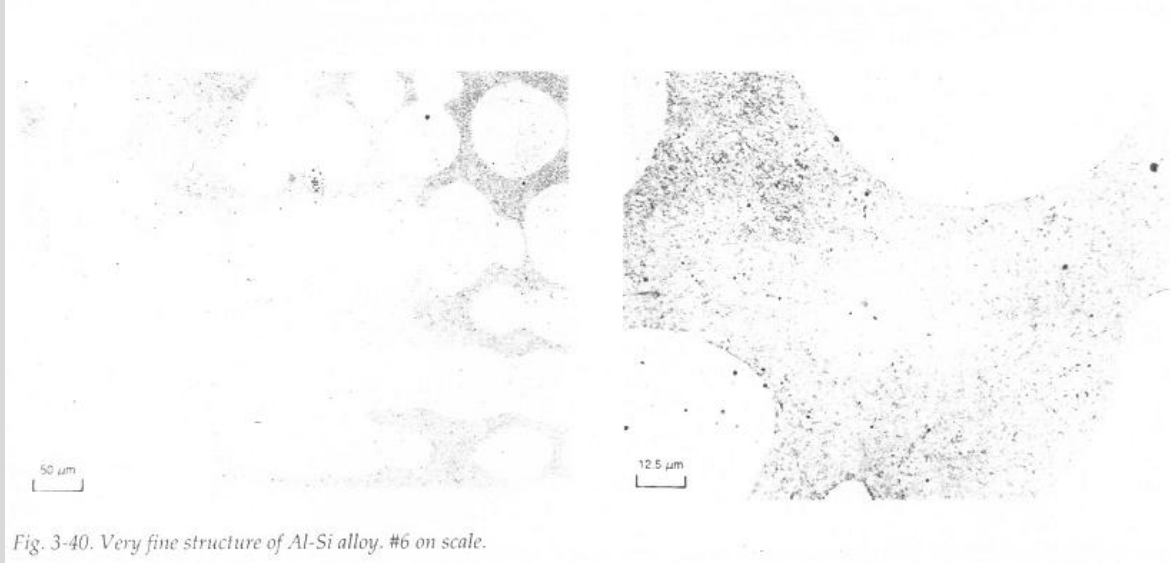 50 μm
12.5 μm
Fig. 3-40. Very fine structure of Al-Si alloy. #6 on scale.